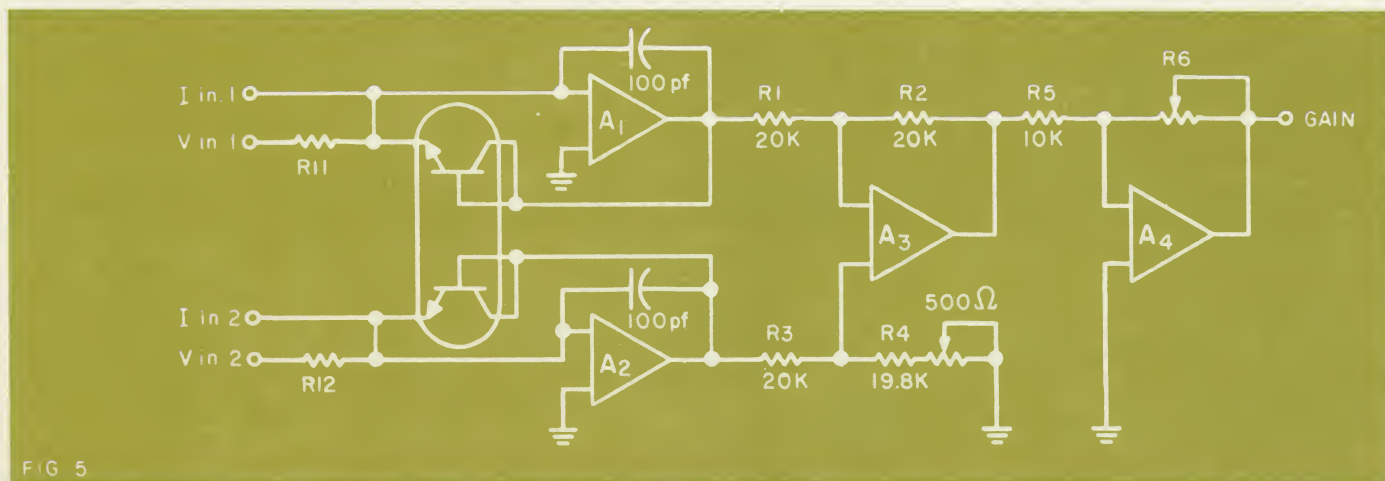 I in. 1
V in 1
R11
100 pf
A1
R1
20K
R2
20K
R5
10K
R6
GAIN
A3
A4
I in 2
V in 2
R12
100 pf
A2
R3
20K
R4
19.8K
500Ω
FIG 5